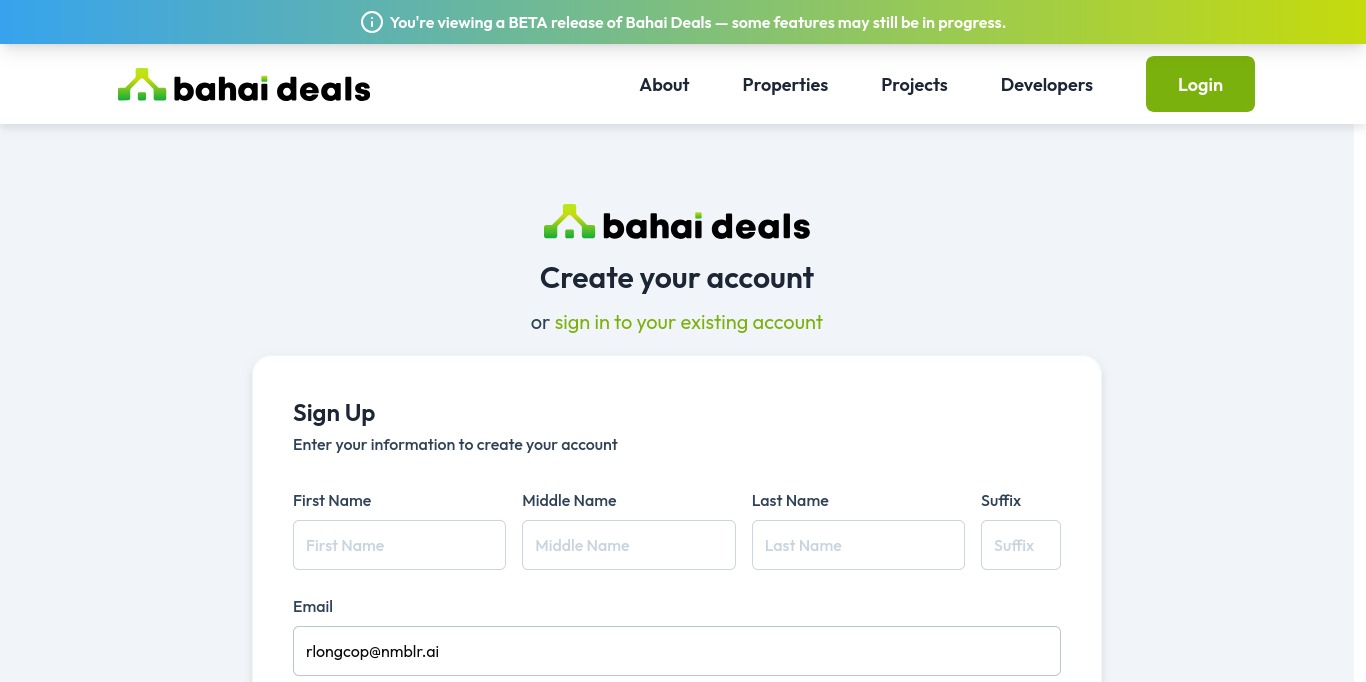 You're viewing a BETA release of Bahai Deals — some features may still be in progress.
bahai deals
About Properties Projects Developers Login
bahai deals
Create your account
or sign in to your existing account
Sign Up
Enter your information to create your account
First Name Middle Name Last Name Suffix
First Name Middle Name Last Name Suffix
Email
rlongcop@nmblr.ai